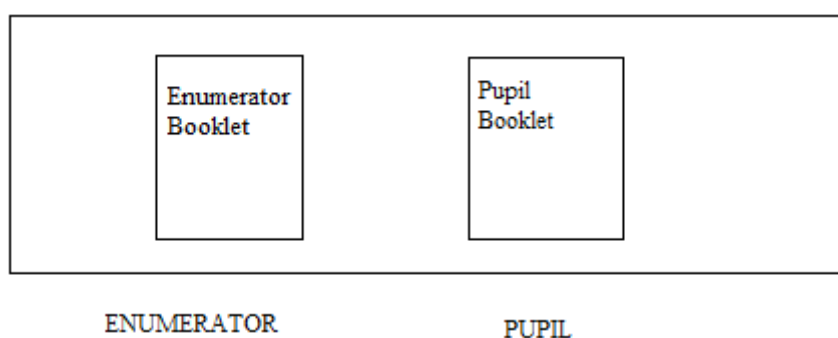 Enumerator
Booklet
Pupil
Booklet
ENUMERATOR
PUPIL